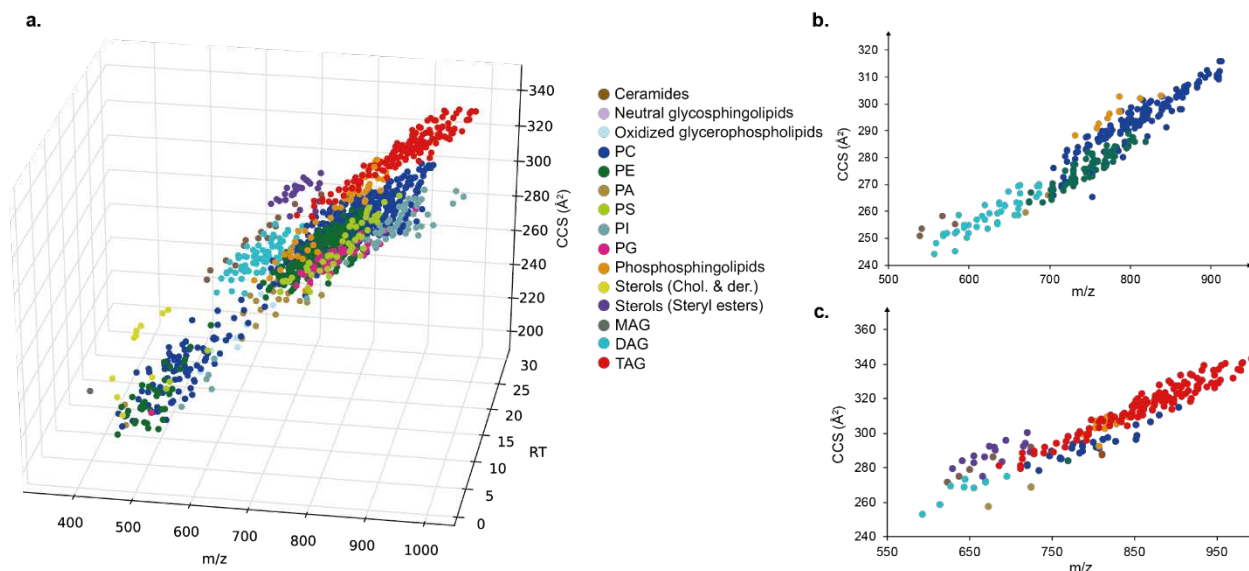 a.
340
320
300
280
260
240
220
200
CCS (Å²)
30
25
20
15
10
5
0
RT
400
500
600
700
800
900
1000
m/z
Ceramides
Neutral glycosphingolipids
Oxidized glycerophospholipids
PC
PE
PA
PS
PI
PG
Phosphosphingolipids
Sterols (Chol. & der.)
Sterols (Steryl esters)
MAG
DAG
TAG
b.
320
310
300
290
280
270
260
250
240
CCS (Å²)
500
600
700
800
900
m/z
c.
360
340
320
300
280
260
240
CCS (Å²)
550
650
750
850
950
m/z